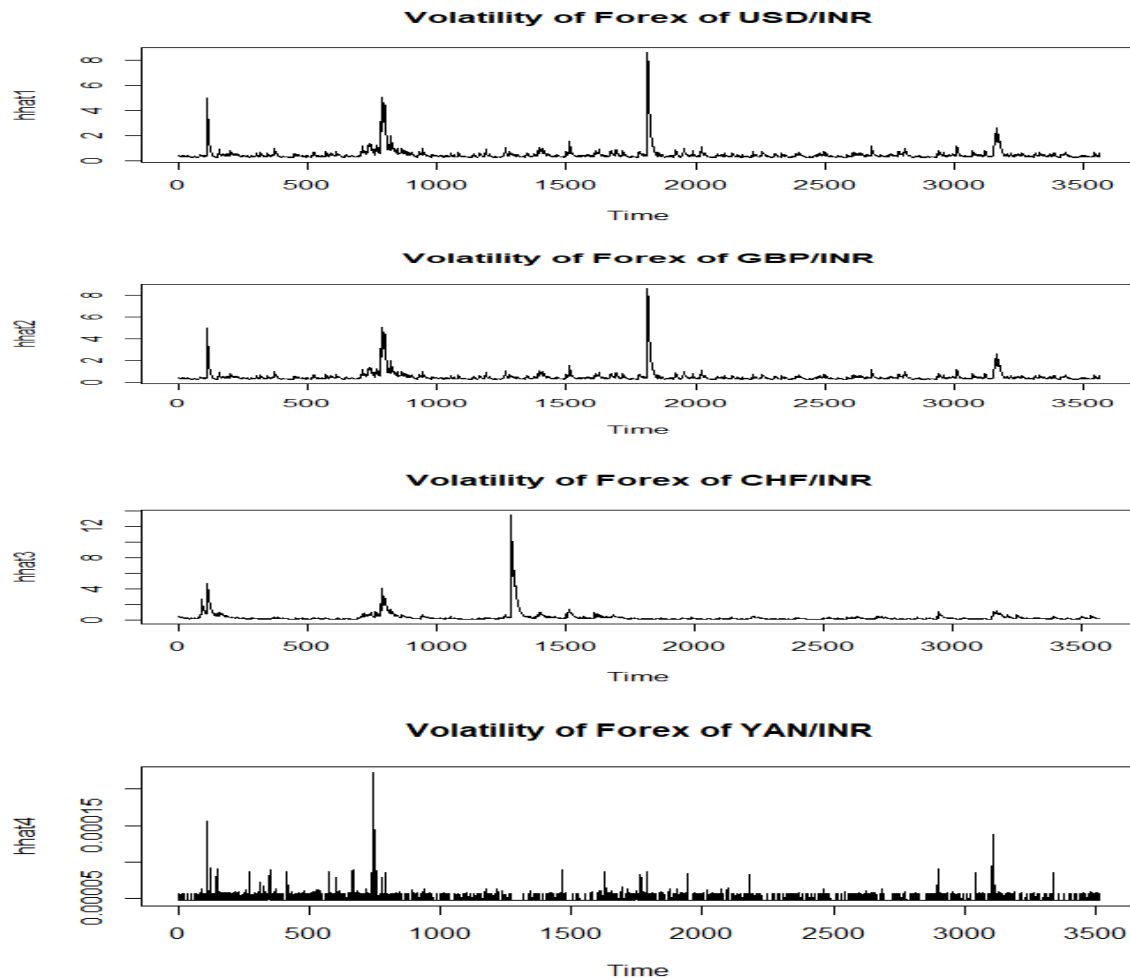 Volatility of Forex of USD/INR
hhat1
0 2 4 6 8
0 500 1000 1500 2000 2500 3000 3500
Time
Volatility of Forex of GBP/INR
hhat2
0 2 4 6 8
0 500 1000 1500 2000 2500 3000 3500
Time
Volatility of Forex of CHF/INR
hhat3
0 4 8 12
0 500 1000 1500 2000 2500 3000 3500
Time
Volatility of Forex of YAN/INR
hhat4
0.00005 0.00015
0 500 1000 1500 2000 2500 3000 3500
Time